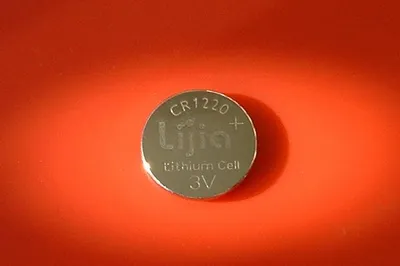 CR1220
+
Lijia
Lithium Cell
3V